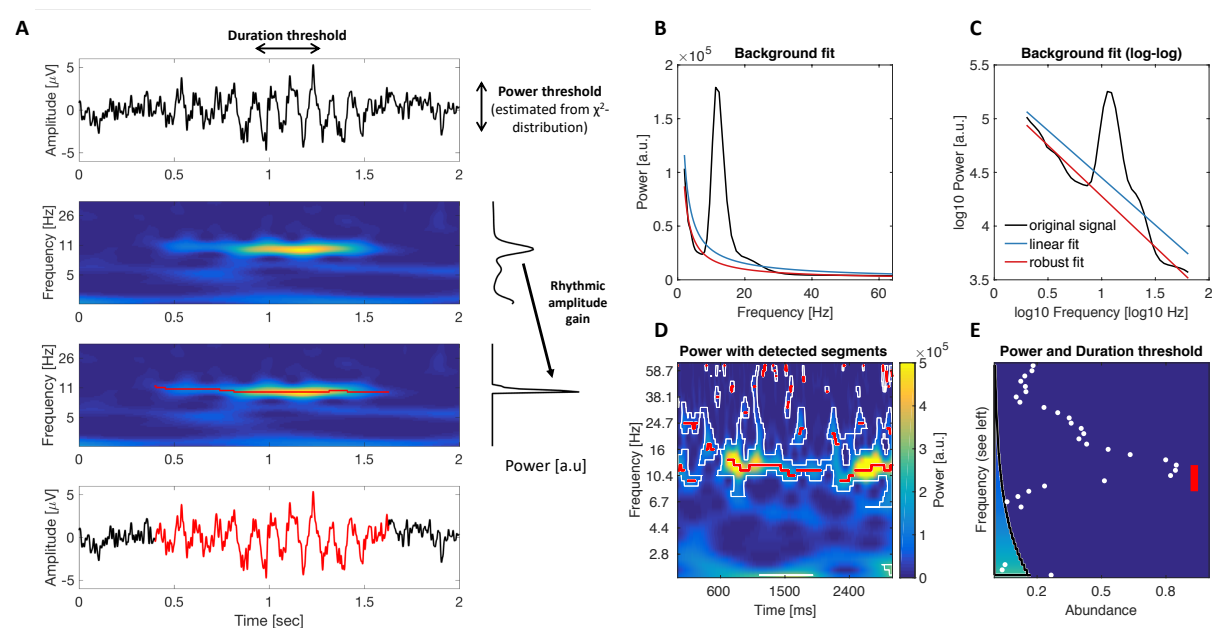 A
Duration threshold
Amplitude [µV]
5
0
-5
0
0.5
1
1.5
2
Power threshold
(estimated from χ²-
distribution)
Frequency [Hz]
26
11
5
0
0.5
1
1.5
2
Rhythmic
amplitude
gain
Frequency [Hz]
26
11
5
0
0.5
1
1.5
2
Power [a.u]
Amplitude [µV]
5
0
-5
0
0.5
1
1.5
2
Time [sec]
B
Background fit
×10⁵
Power [a.u.]
2
1.5
1
0.5
0
0
20
40
60
Frequency [Hz]
C
Background fit (log-log)
log10 Power [a.u.]
5
4.5
4
3.5
original signal
linear fit
robust fit
0
0.5
1
1.5
2
log10 Frequency [log10 Hz]
D
Power with detected segments
Frequency [Hz]
58.7
38.1
24.7
16
10.4
6.7
4.4
2.8
600
1500
2400
Time [ms]
×10⁵
5
4
3
2
1
0
Power [a.u.]
E
Power and Duration threshold
Frequency (see left)
0.2
0.5
0.8
Abundance